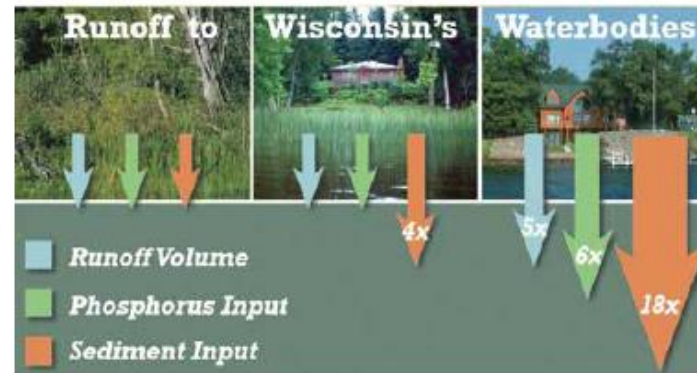 Runoff to Wisconsin's Waterbodies
4x
5x
6x
18x
Runoff Volume
Phosphorus Input
Sediment Input